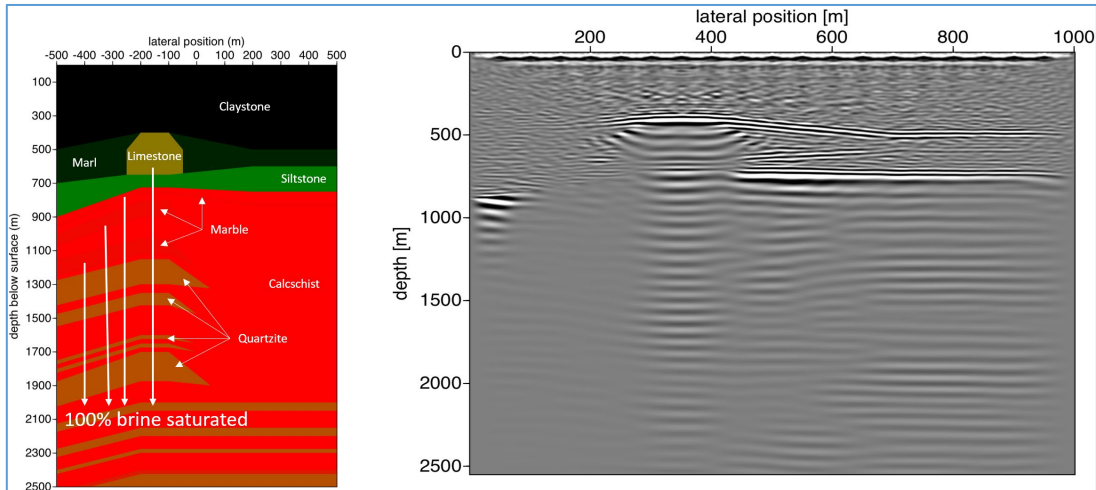 lateral position (m)
-500 -400 -300 -200 -100 0 100 200 300 400 500
depth below surface (m)
100
300
500
700
900
1100
1300
1500
1700
1900
2100
2300
2500
Claystone
Marl
Limestone
Siltstone
Marble
Calcschist
Quartzite
100% brine saturated
lateral position [m]
200 400 600 800 1000
depth [m]
0
500
1000
1500
2000
2500